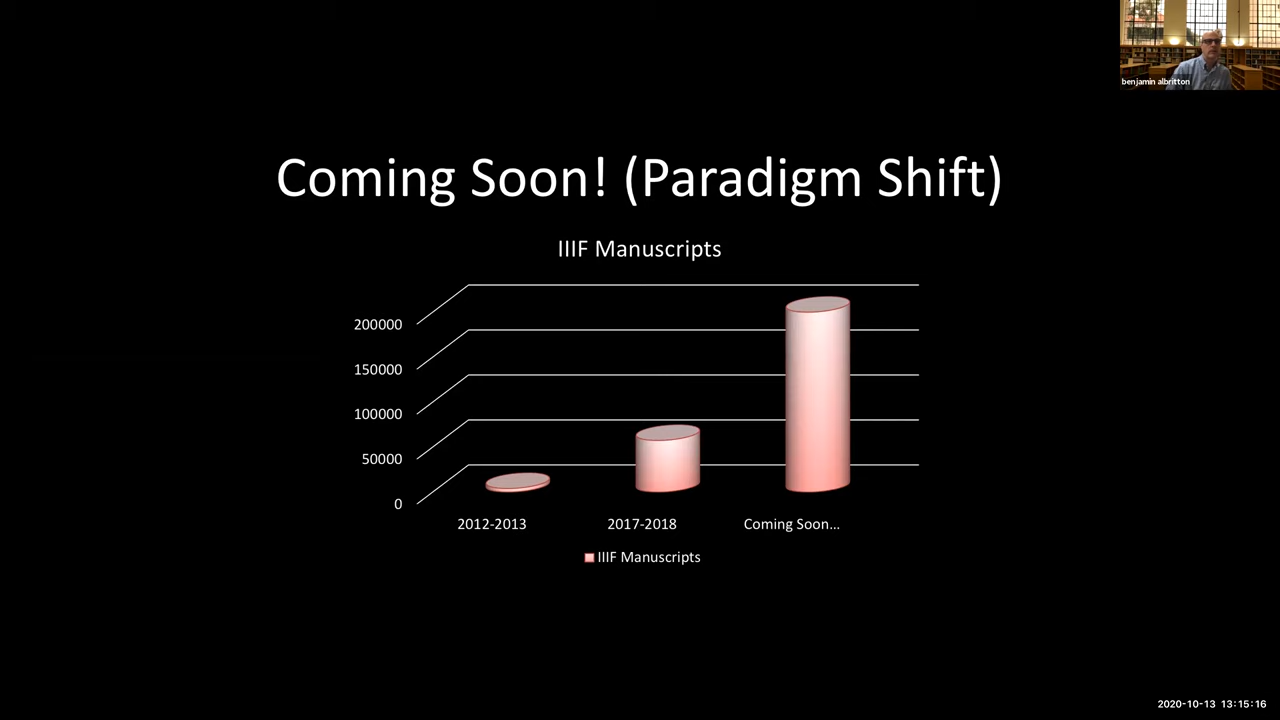 benjamin albritton
Coming Soon! (Paradigm Shift)
IIIF Manuscripts
200000
150000
100000
50000
0
2012-2013
2017-2018
Coming Soon...
IIIF Manuscripts
2020-10-13 13:15:16